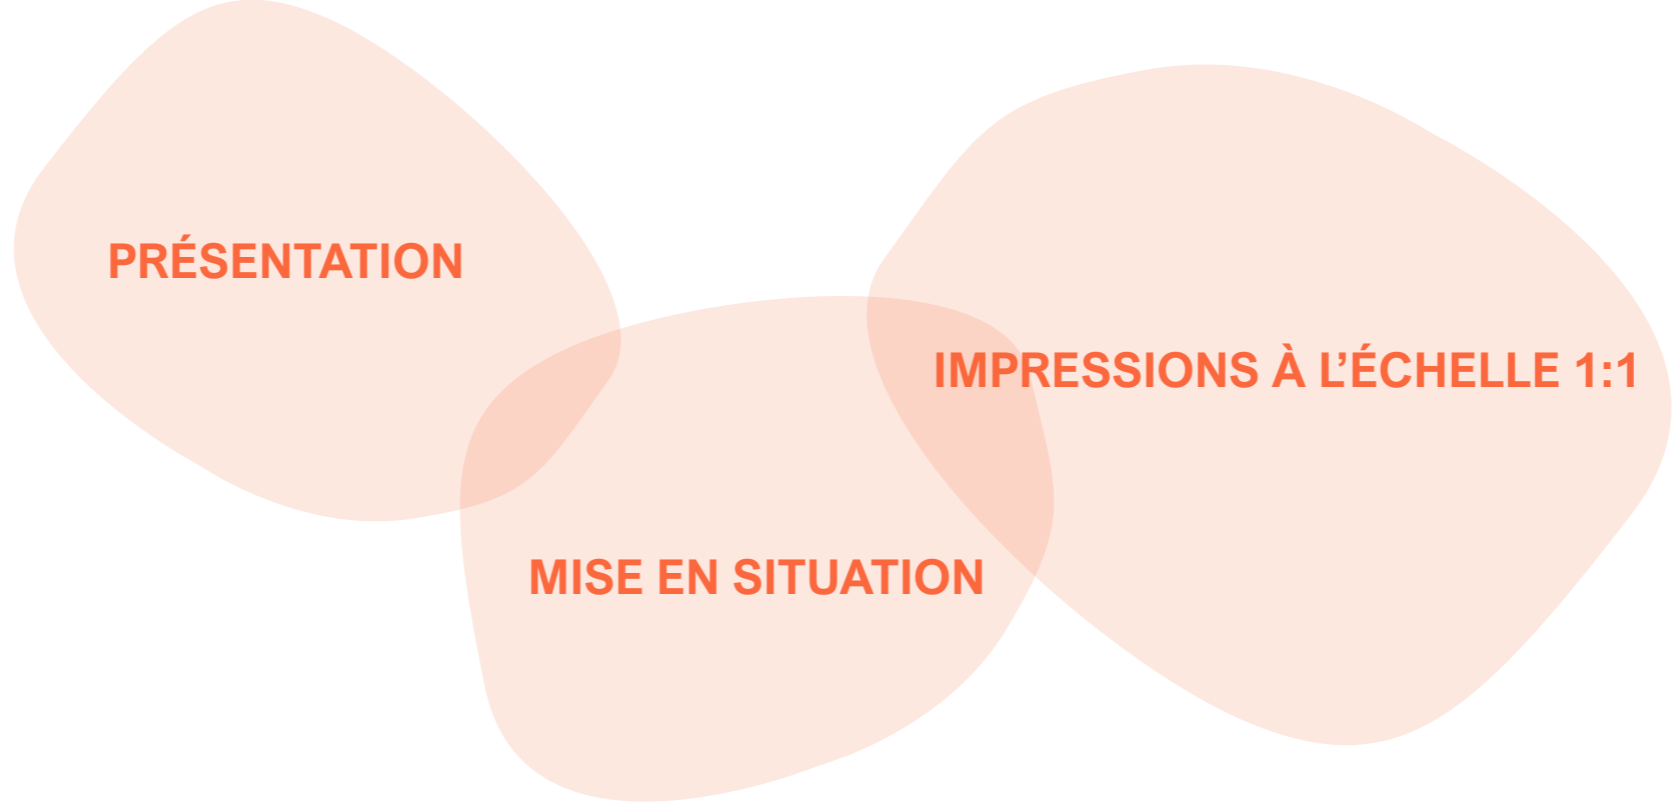 PRÉSENTATION
IMPRESSIONS À L’ÉCHELLE 1:1
MISE EN SITUATION